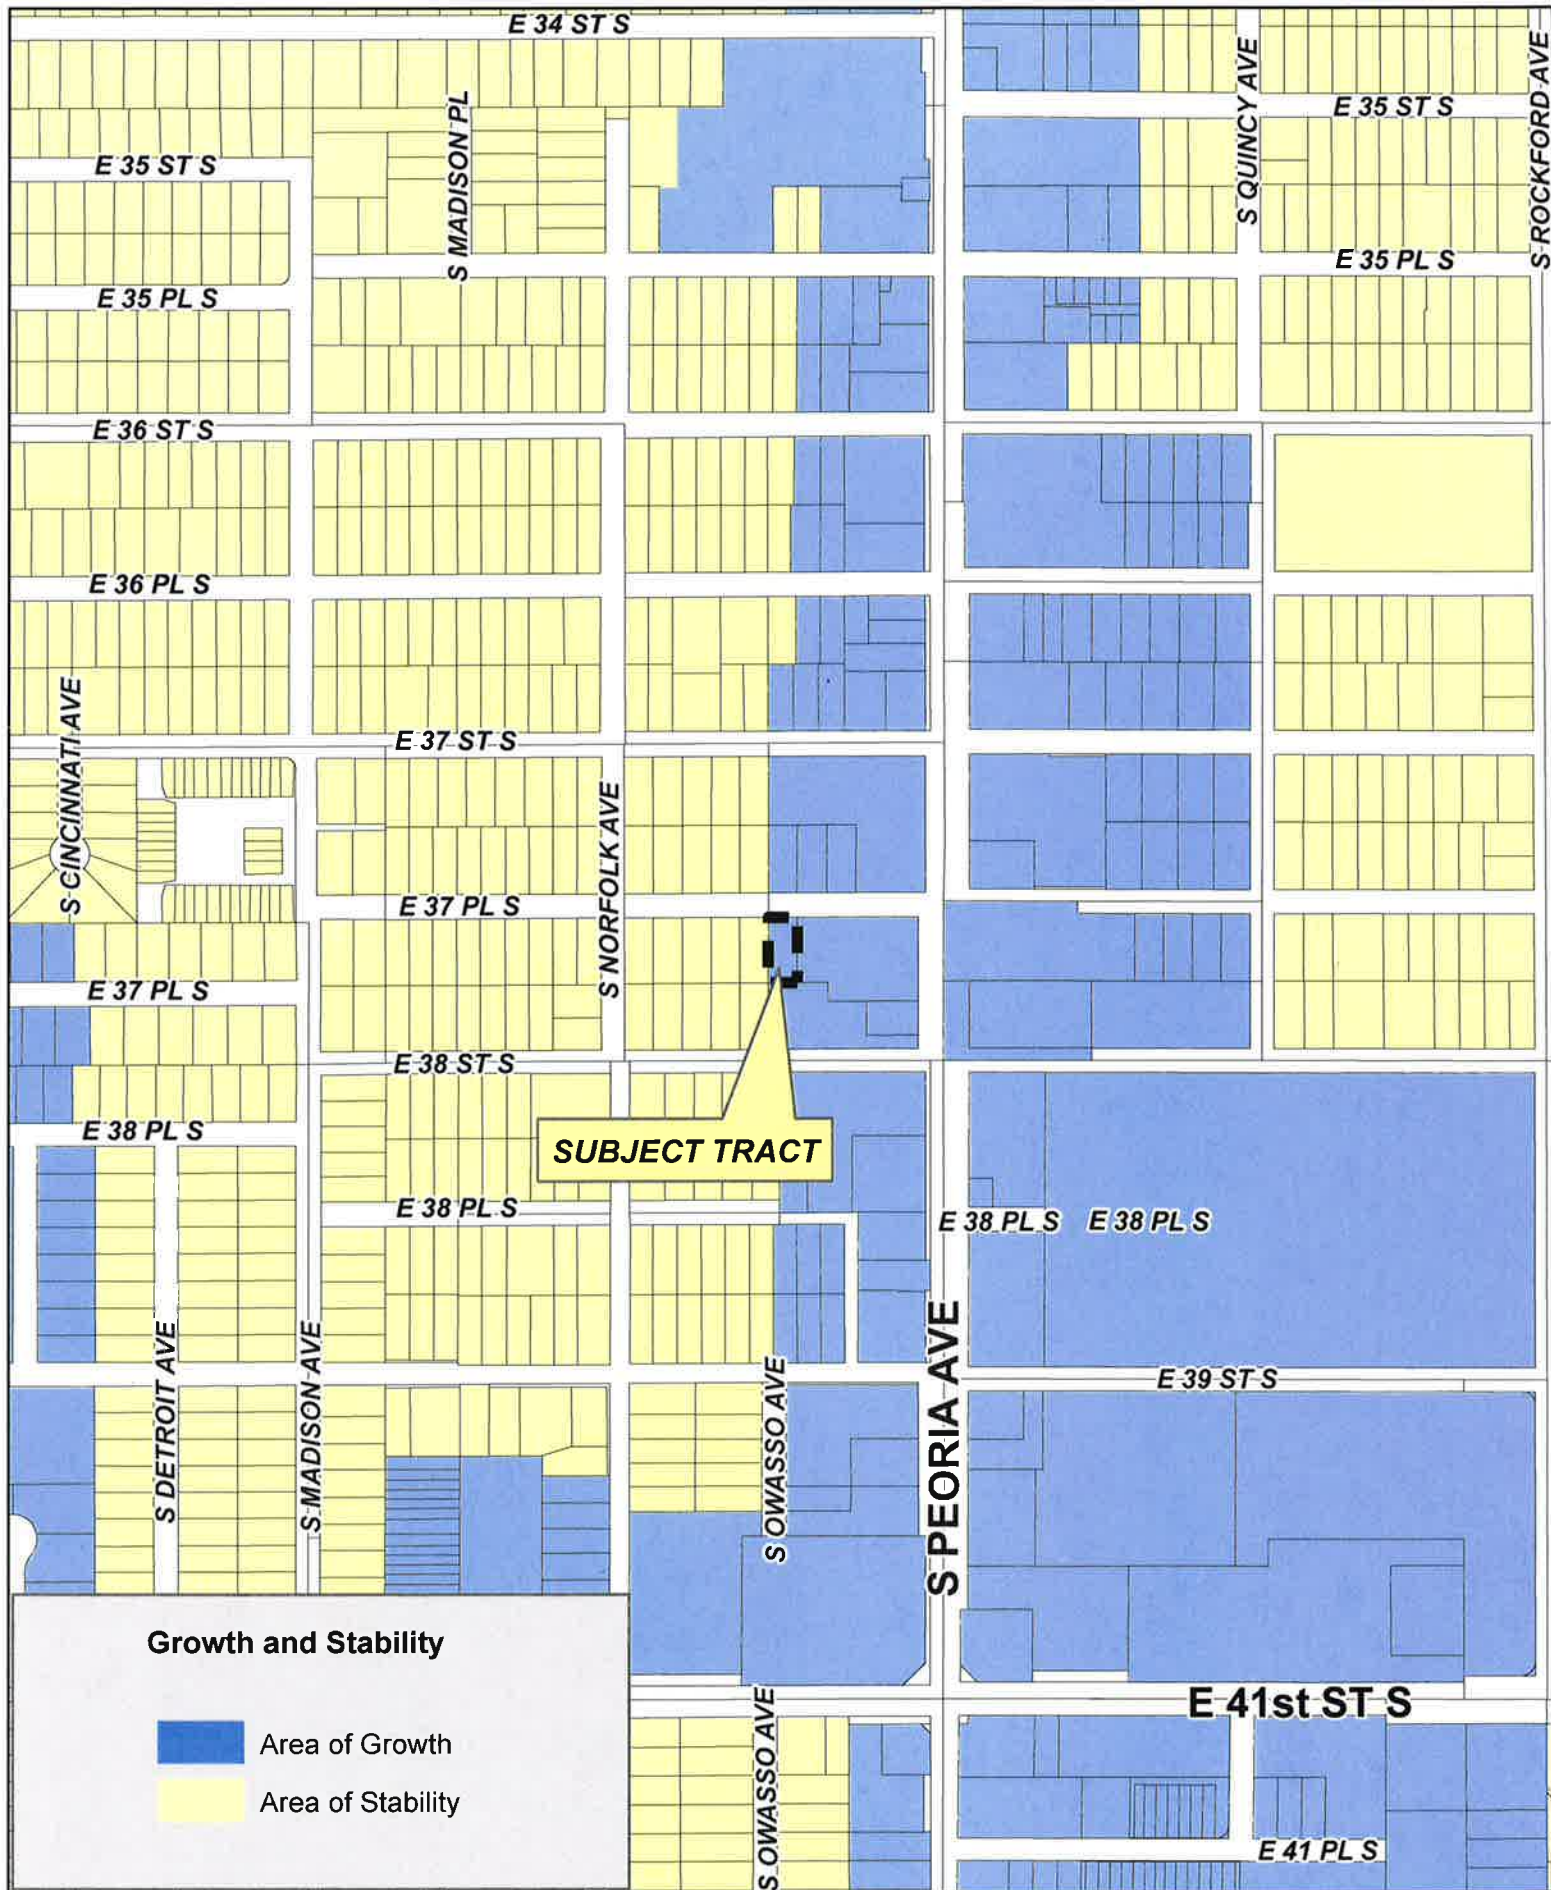 E 34 ST S
E 35 ST S
S QUINCY AVE
S ROCKFORD AVE
S MADISON PL
E 35 ST S
E 35 PL S
E 35 PL S
E 36 ST S
E 36 PL S
S CINCINNATI AVE
E 37 ST S
S NORFOLK AVE
E 37 PL S
E 37 PL S
E 38 ST S
E 38 PL S
SUBJECT TRACT
E 38 PL S
E 38 PL S
E 38 PL S
S DETROIT AVE
S MADISON AVE
S OWASSO AVE
S PEORIA AVE
E 39 ST S
Growth and Stability
Area of Growth
Area of Stability
E 41st ST S
S OWASSO AVE
E 41 PL S